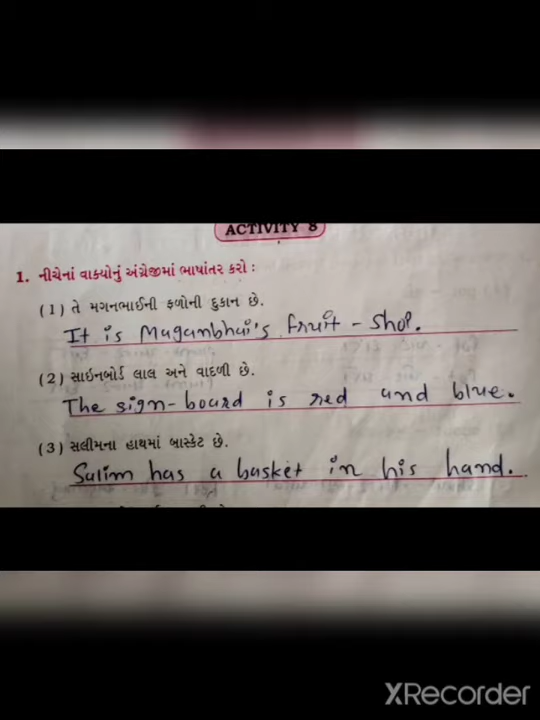 ACTIVITY 8
1. નીચેનાં વાક્યોનું અંગ્રેજીમાં ભાષાંતર કરો :
(1) તે મગનભાઈની ફળોની દુકાન છે.
It is Maganbhai's fruit - shop.
(2) સાઇનબોર્ડ લાલ અને વાદળી છે.
The sign-board is red and blue.
(3) સલીમના હાથમાં બાસ્કેટ છે.
Salim has a basket in his hand.
XRecorder